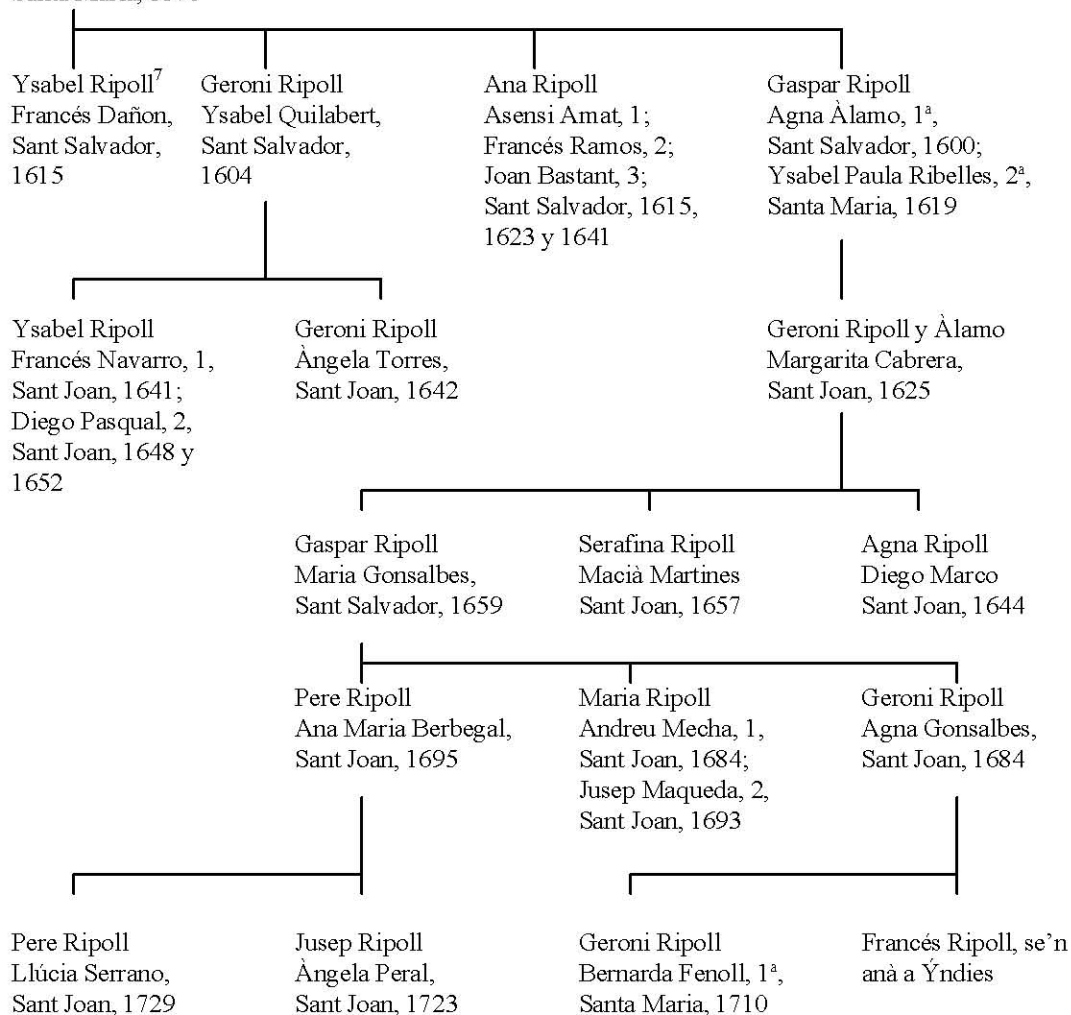 Ysabel Ripoll7
Francés Dañon,
Sant Salvador,
1615
Geroni Ripoll
Ysabel Quilabert,
Sant Salvador,
1604
Ana Ripoll
Asensi Amat, 1;
Francés Ramos, 2;
Joan Bastant, 3;
Sant Salvador, 1615,
1623 y 1641
Gaspar Ripoll
Agna Àlamo, 1ª,
Sant Salvador, 1600;
Ysabel Paula Ribelles, 2ª,
Santa Maria, 1619
Ysabel Ripoll
Francés Navarro, 1,
Sant Joan, 1641;
Diego Pasqual, 2,
Sant Joan, 1648 y
1652
Geroni Ripoll
Àngela Torres,
Sant Joan, 1642
Geroni Ripoll y Àlamo
Margarita Cabrera,
Sant Joan, 1625
Gaspar Ripoll
Maria Gonsalbes,
Sant Salvador, 1659
Serafina Ripoll
Macià Martines
Sant Joan, 1657
Agna Ripoll
Diego Marco
Sant Joan, 1644
Pere Ripoll
Ana Maria Berbegal,
Sant Joan, 1695
Maria Ripoll
Andreu Mecha, 1,
Sant Joan, 1684;
Jusep Maqueda, 2,
Sant Joan, 1693
Geroni Ripoll
Agna Gonsalbes,
Sant Joan, 1684
Pere Ripoll
Llúcia Serrano,
Sant Joan, 1729
Jusep Ripoll
Àngela Peral,
Sant Joan, 1723
Geroni Ripoll
Bernarda Fenoll, 1ª,
Santa Maria, 1710
Francés Ripoll, se’n
anà a Ýndies